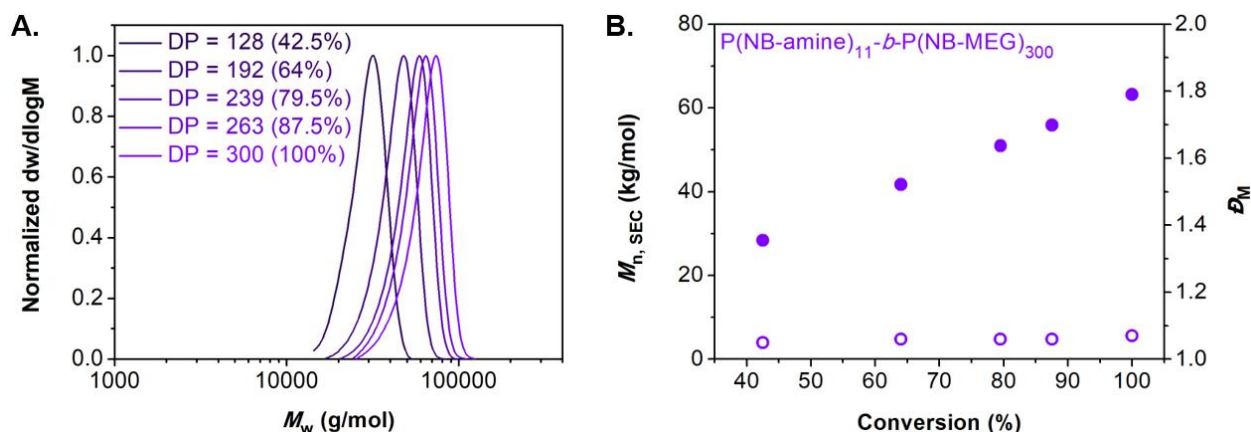 A.
DP = 128 (42.5%)
DP = 192 (64%)
DP = 239 (79.5%)
DP = 263 (87.5%)
DP = 300 (100%)
Normalized dw/dlogM
1.0
0.8
0.6
0.4
0.2
0.0
1000 10000 100000
Mw (g/mol)
B.
P(NB-amine)11-b-P(NB-MEG)300
Mn, SEC (kg/mol)
80
60
40
20
0
2.0
1.8
1.6
1.4
1.2
1.0
ĐM
40 50 60 70 80 90 100
Conversion (%)